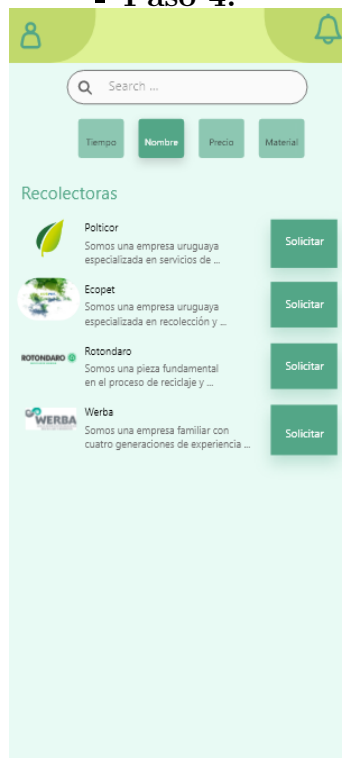 Paso 4:
Search ...
Tiempo Nombre Precio Material
Recolectoras
Polticor
Somos una empresa uruguaya
especializada en servicios de ...
Solicitar
Ecopet
Somos una empresa uruguaya
especializada en recolección y ...
Solicitar
ROTONDARO
Rotondaro
Somos una pieza fundamental
en el proceso de reciclaje y ...
Solicitar
WERBA
Werba
Somos una empresa familiar con
cuatro generaciones de experiencia ...
Solicitar